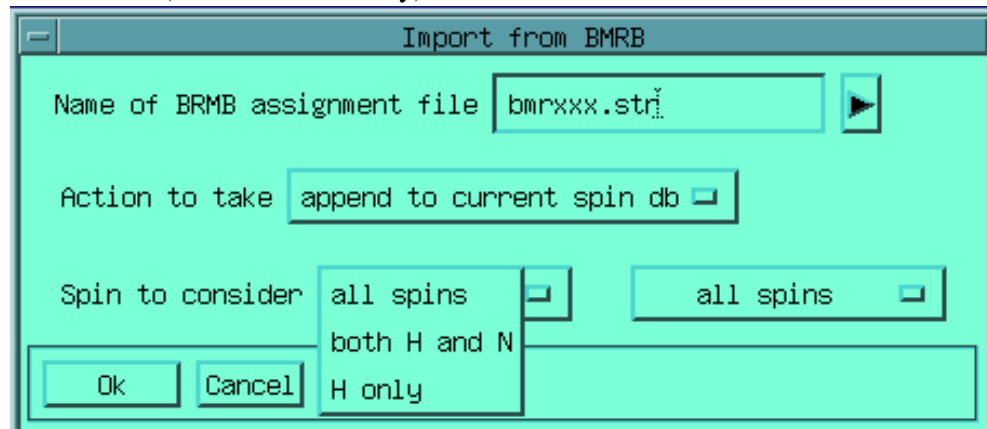 Import from BMRB
Name of BRMB assignment file bmrxxx.str
Action to take append to current spin db
Spin to consider all spins all spins
both H and N
H only
Ok Cancel